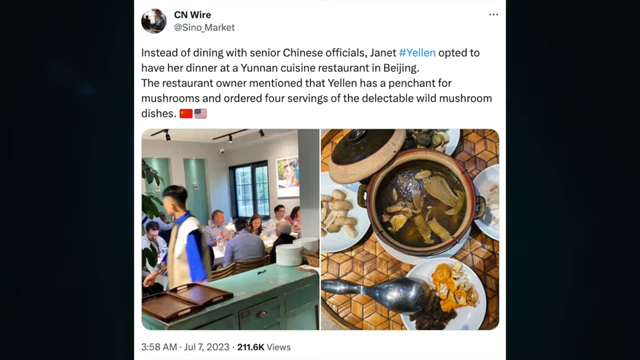 CN Wire
@Sino_Market
Instead of dining with senior Chinese officials, Janet #Yellen opted to
have her dinner at a Yunnan cuisine restaurant in Beijing.
The restaurant owner mentioned that Yellen has a penchant for
mushrooms and ordered four servings of the delectable wild mushroom
dishes. 🇨🇳🇺🇸
3:58 AM · Jul 7, 2023 · 211.6K Views